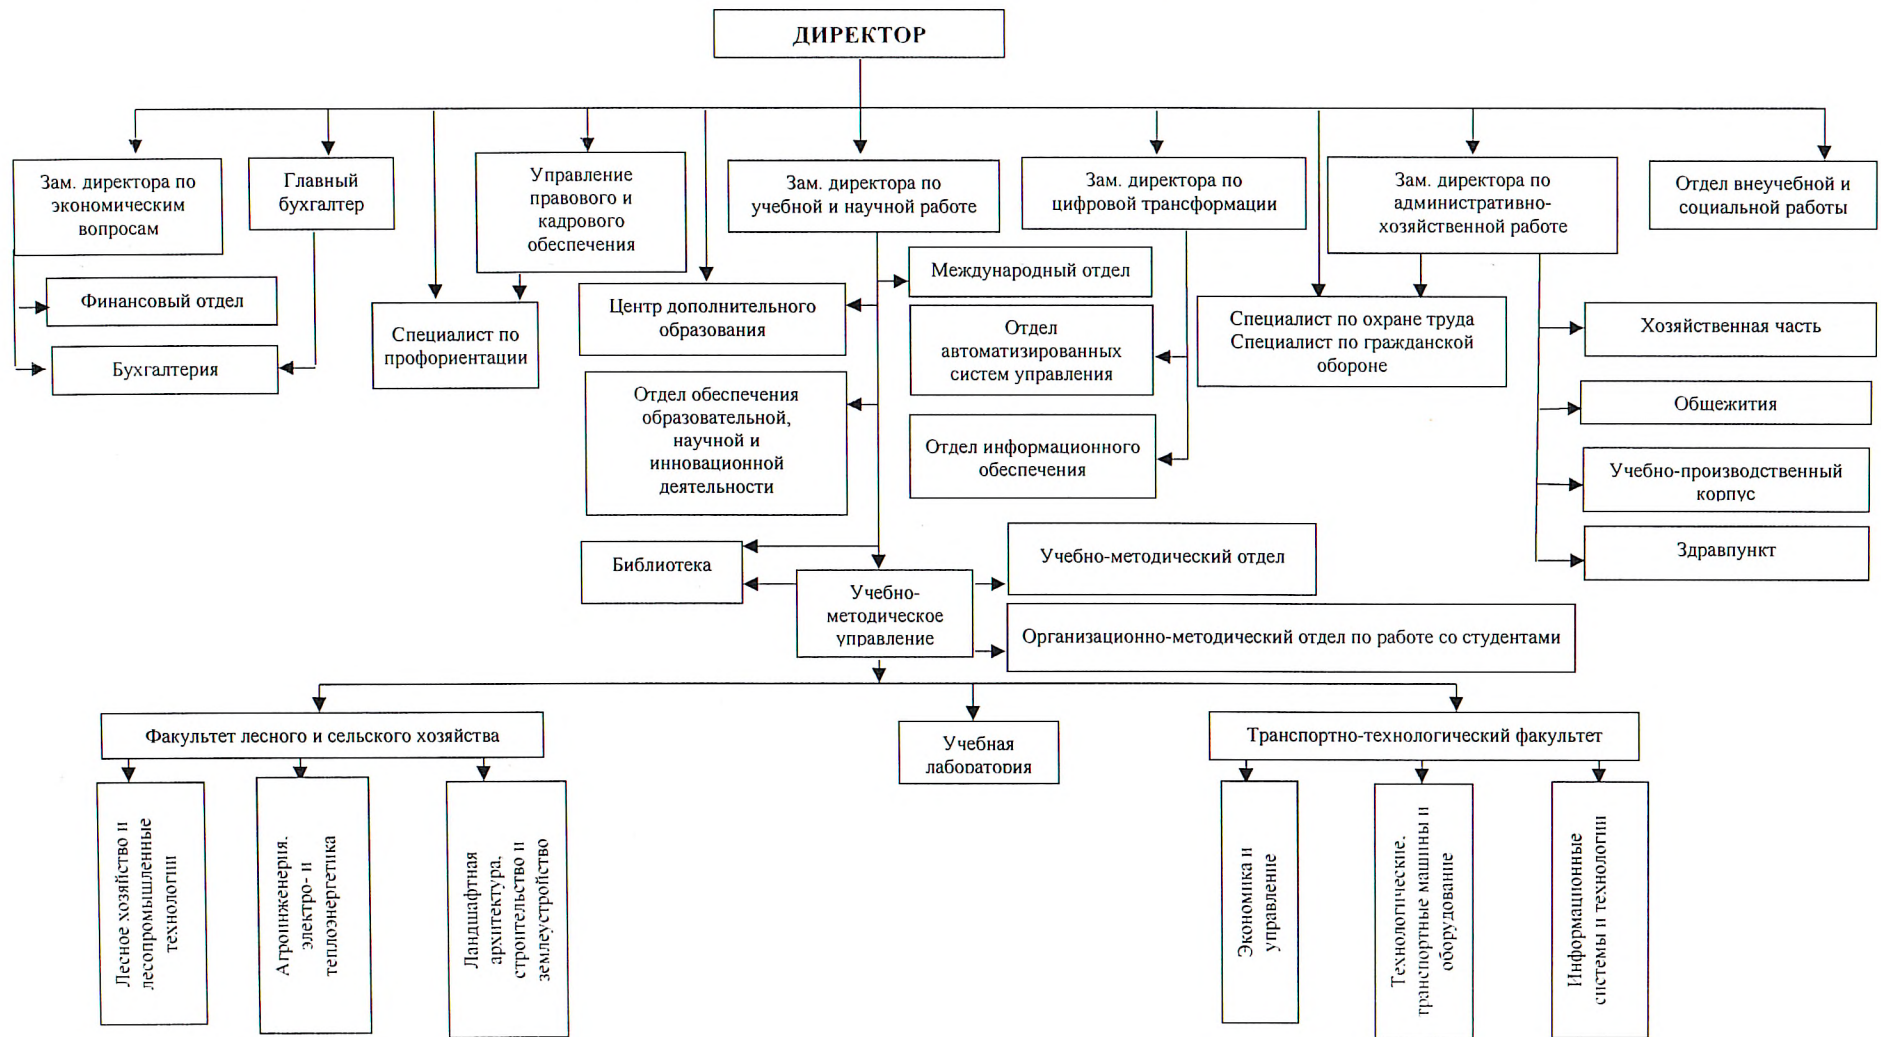 ДИРЕКТОР
Зам. директора по
экономическим
вопросам
Главный
бухгалтер
Управление
правового и
кадрового
обеспечения
Зам. директора по
учебной и научной работе
Зам. директора по
цифровой трансформации
Зам. директора по
административно-
хозяйственной работе
Отдел внеучебной и
социальной работы
Финансовый отдел
Бухгалтерия
Специалист по
профориентации
Центр дополнительного
образования
Международный отдел
Отдел
автоматизированных
систем управления
Специалист по охране труда
Специалист по гражданской
обороне
Хозяйственная часть
Отдел обеспечения
образовательной,
научной и
инновационной
деятельности
Отдел информационного
обеспечения
Общежития
Учебно-производственный
корпус
Здравпункт
Библиотека
Учебно-
методическое
управление
Учебно-методический отдел
Организационно-методический отдел по работе со студентами
Факультет лесного и сельского хозяйства
Учебная
лаборатория
Транспортно-технологический факультет
Лесное хозяйство и
лесопромышленные
технологии
Агроинженерия.
электро- и
теплоэнергетика
Ландшафтная
архитектура,
строительство и
землеустройство
Экономика и
управление
Технологические.
транспортные машины и
оборудование
Информационные
системы и технологии